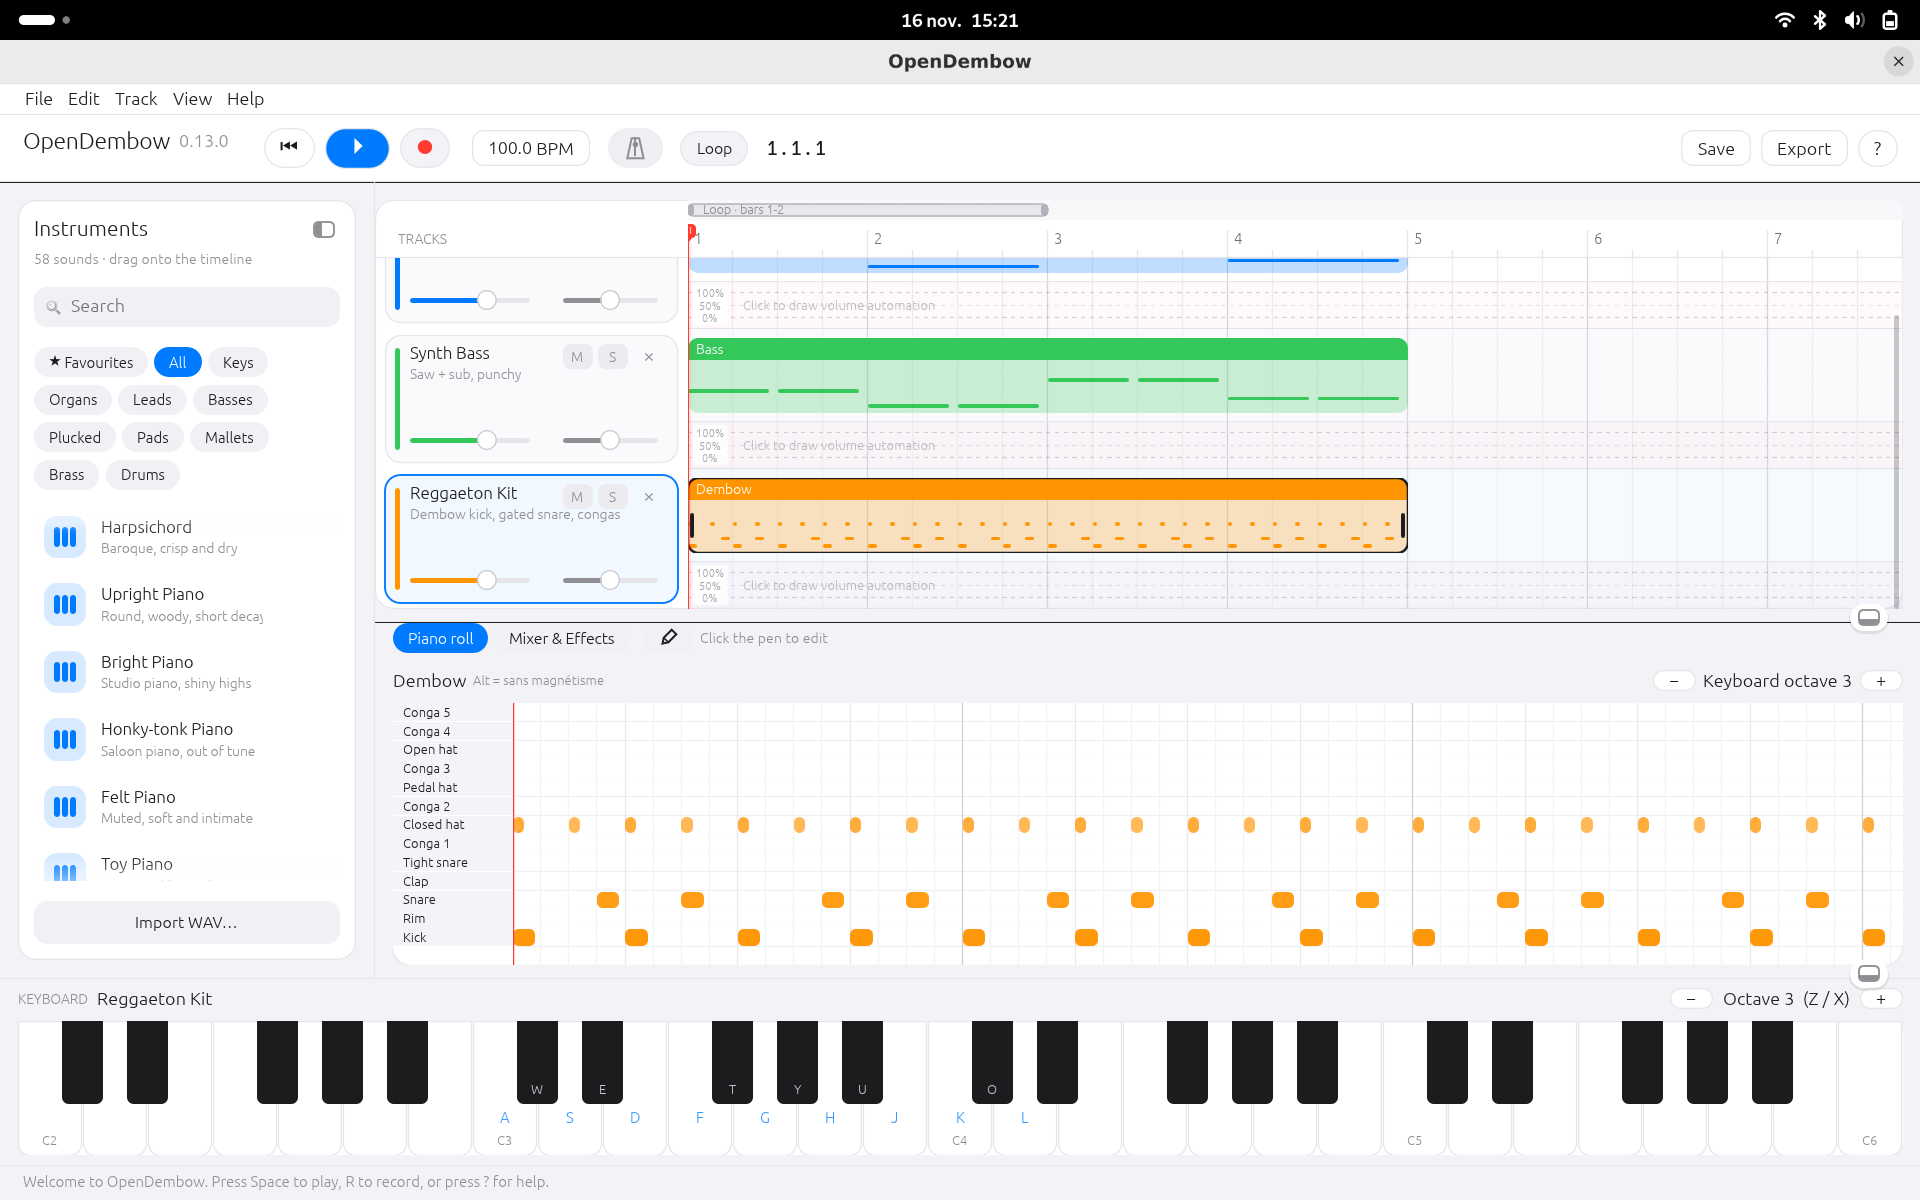 16 nov. 15:21
OpenDembow
File Edit Track View Help
OpenDembow 0.13.0
100.0 BPM
Loop
1.1.1
Save
Export
?
Instruments
58 sounds · drag onto the timeline
Search
★ Favourites
All
Keys
Organs
Leads
Basses
Plucked
Pads
Mallets
Brass
Drums
Harpsichord
Baroque, crisp and dry
Upright Piano
Round, woody, short decay
Bright Piano
Studio piano, shiny highs
Honky-tonk Piano
Saloon piano, out of tune
Felt Piano
Muted, soft and intimate
Toy Piano
Import WAV...
TRACKS
Loop · bars 1-2
1 2 3 4 5 6 7
100%
50%
0%
Click to draw volume automation
Synth Bass
Saw + sub, punchy
M S ×
Bass
100%
50%
0%
Click to draw volume automation
Reggaeton Kit
Dembow kick, gated snare, congas
M S ×
Dembow
100%
50%
0%
Click to draw volume automation
Piano roll
Mixer & Effects
Click the pen to edit
Dembow Alt = sans magnétisme
− Keyboard octave 3 +
Conga 5
Conga 4
Open hat
Conga 3
Pedal hat
Conga 2
Closed hat
Conga 1
Tight snare
Clap
Snare
Rim
Kick
KEYBOARD Reggaeton Kit
− Octave 3 (Z / X) +
W E T Y U O
A S D F G H J K L
C2 C3 C4 C5 C6
Welcome to OpenDembow. Press Space to play, R to record, or press ? for help.